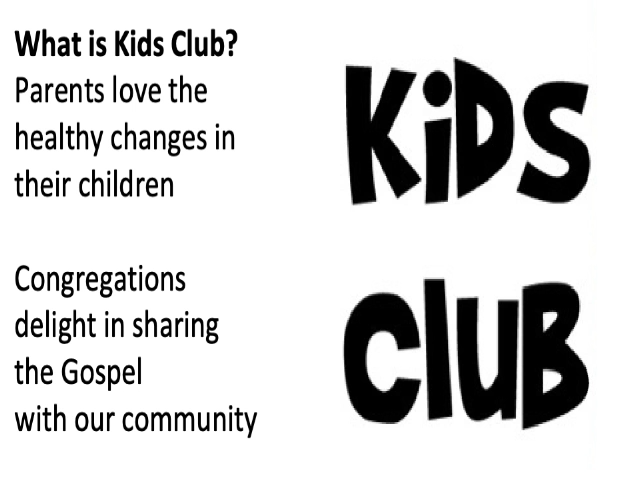 What is Kids Club?
Parents love the
healthy changes in
their children
Congregations
delight in sharing
the Gospel
with our community
KiDS
CluB